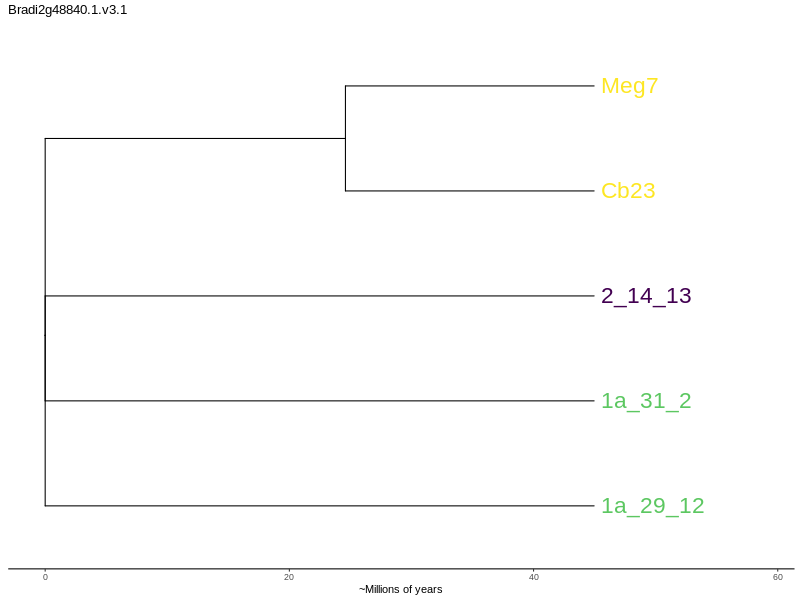 Bradi2g48840.1.v3.1
Meg7
Cb23
2_14_13
1a_31_2
1a_29_12
0 20 40 60
~Millions of years